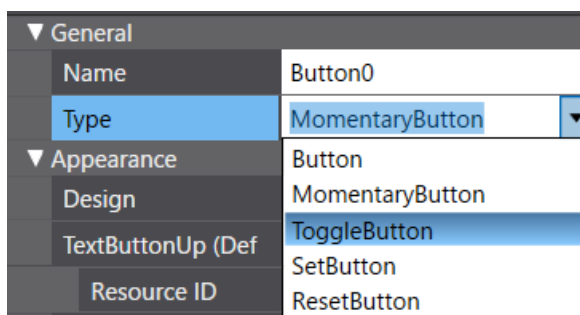 General
Name Button0
Type MomentaryButton
Appearance Button
Design MomentaryButton
ToggleButton
TextButtonUp (Def
SetButton
Resource ID ResetButton